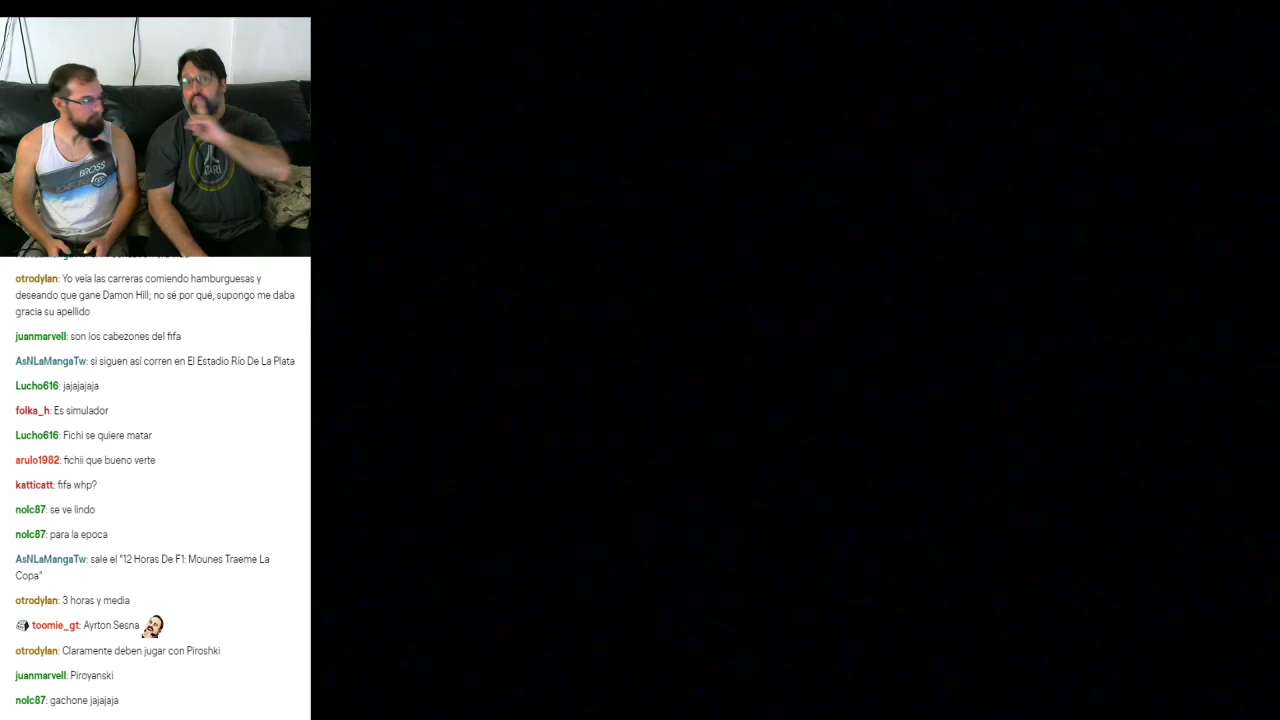 BROSS
ATARI
otrodylan: Yo veía las carreras comiendo hamburguesas y
deseando que gane Damon Hill; no sé por qué, supongo me daba
gracia su apellido
juanmarvell: son los cabezones del fifa
AsNLaMangaTw: si siguen así corren en El Estadio Río De La Plata
Lucho616: jajajajaja
folka_h: Es simulador
Lucho616: Fichi se quiere matar
arulo1982: fichii que bueno verte
katticatt: fifa whp?
nolc87: se ve lindo
nolc87: para la epoca
AsNLaMangaTw: sale el "12 Horas De F1: Mounes Traeme La
Copa"
otrodylan: 3 horas y media
toomie_gt: Ayrton Sesna
otrodylan: Claramente deben jugar con Piroshki
juanmarvell: Piroyanski
nolc87: gachone jajajaja